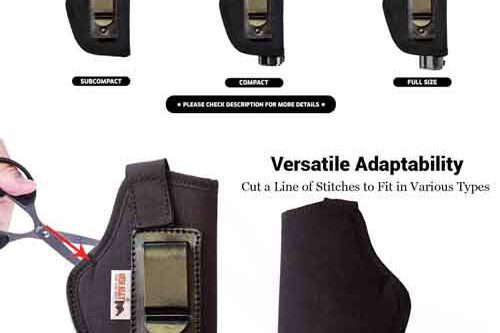 SUBCOMPACT
COMPACT
FULL SIZE
• PLEASE CHECK DESCRIPTION FOR MORE DETAILS •
Versatile Adaptability
Cut a Line of Stitches to Fit in Various Types